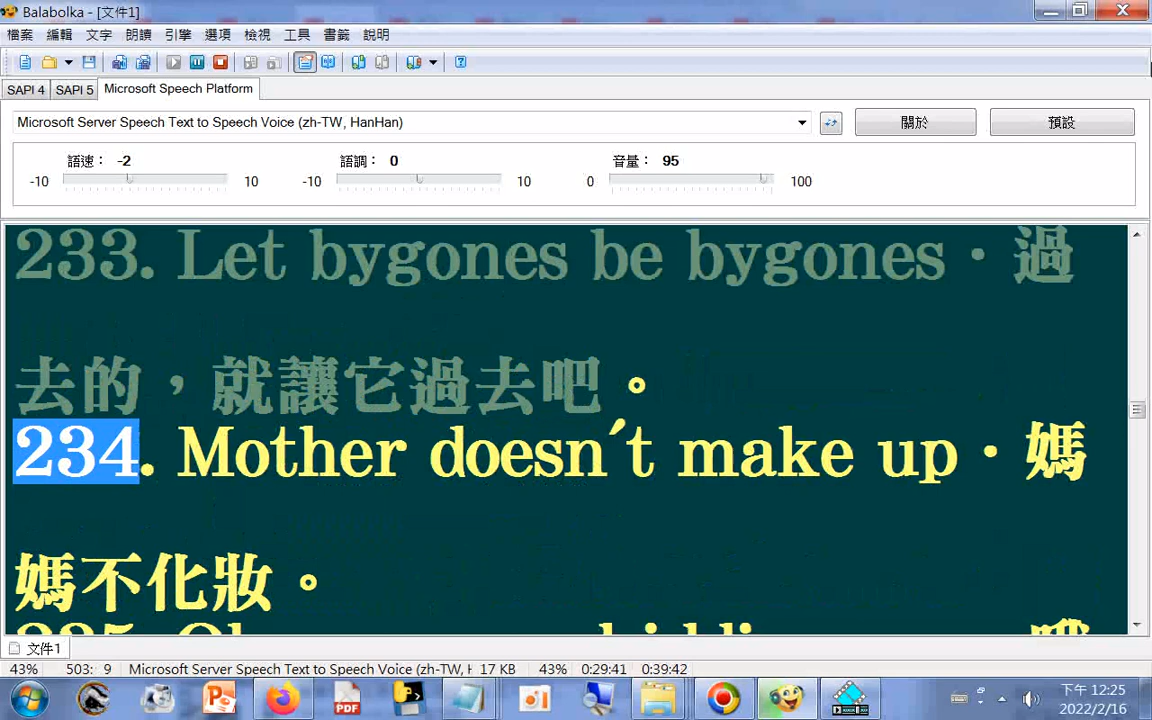 Balabolka - [文件1]
檔案 編輯 文字 朗讀 引擎 選項 檢視 工具 書籤 說明
SAPI 4 SAPI 5 Microsoft Speech Platform
Microsoft Server Speech Text to Speech Voice (zh-TW, HanHan) 關於 預設
語速： -2 語調： 0 音量： 95
-10 10 -10 10 0 100
233. Let bygones be bygones．過
去的，就讓它過去吧。
234. Mother doesn´t make up．媽
媽不化妝。
文件1
43% 503: 9 Microsoft Server Speech Text to Speech Voice (zh-TW, 17 KB 43% 0:29:41 0:39:42
PDF
下午 12:25
2022/2/16